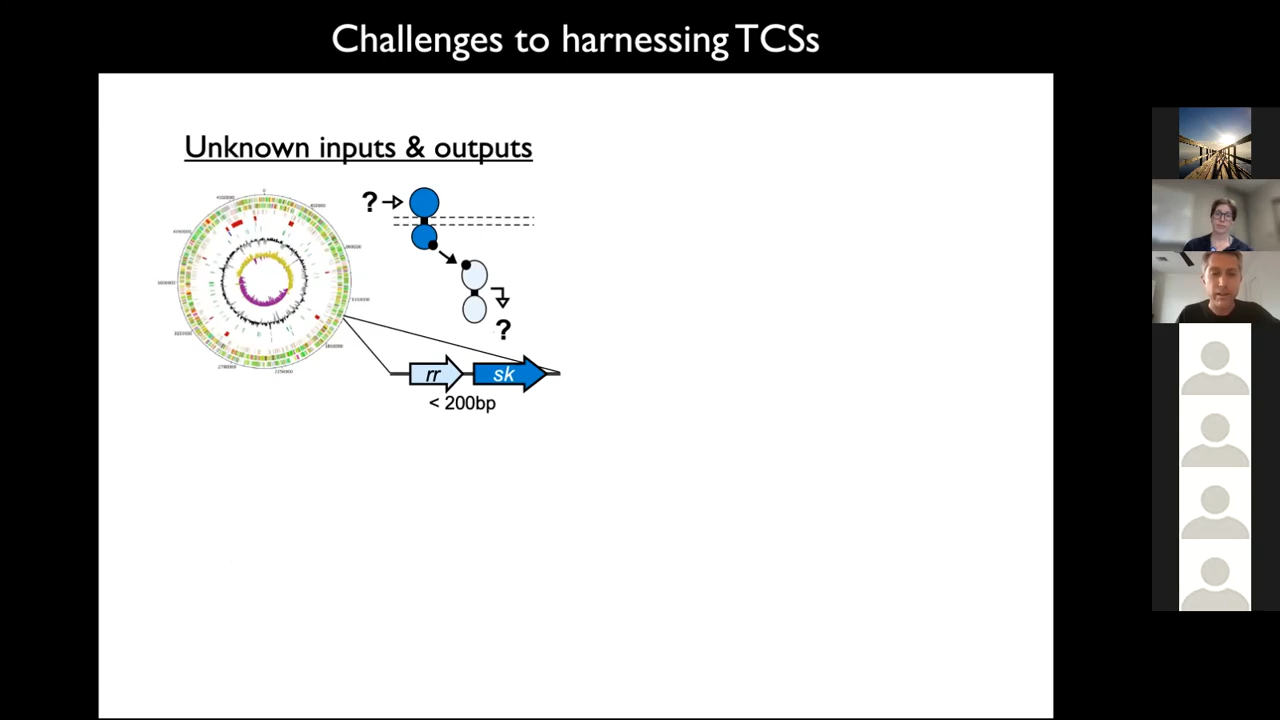 Challenges to harnessing TCSs
Unknown inputs & outputs
?
?
rr
sk
< 200bp